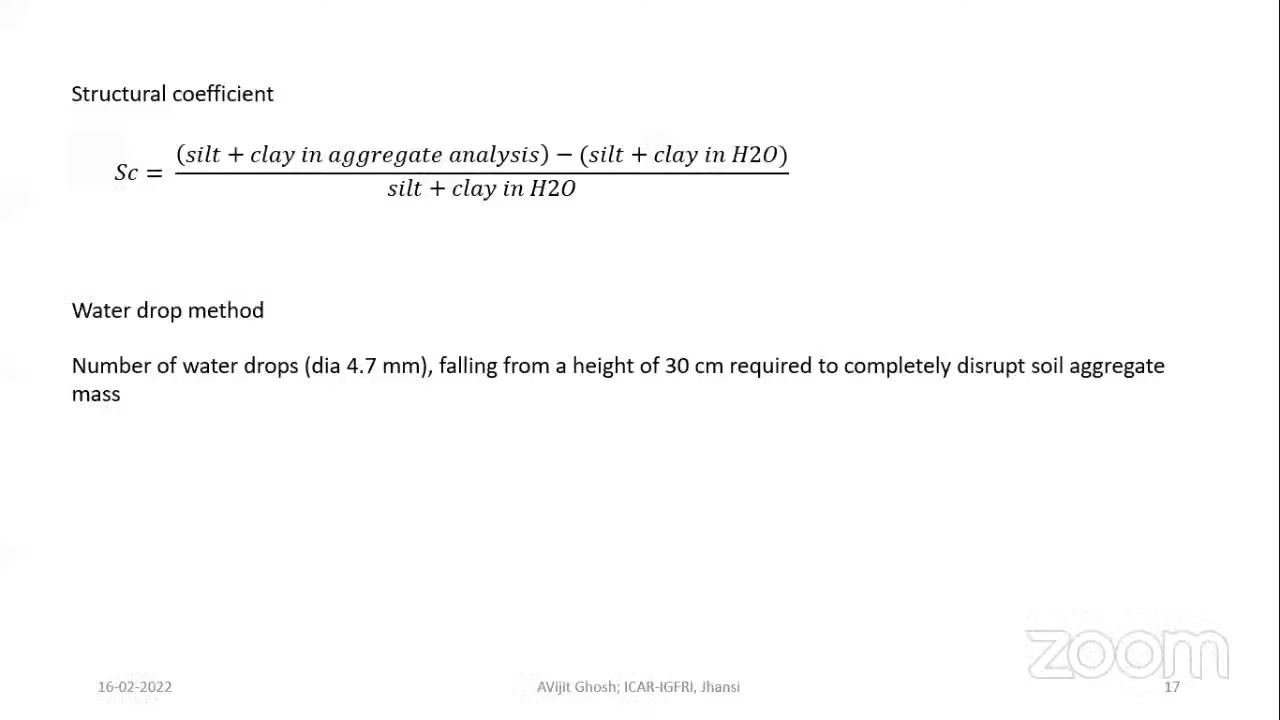 Structural coefficient
Sc = (silt + clay in aggregate analysis) − (silt + clay in H2O)
silt + clay in H2O
Water drop method
Number of water drops (dia 4.7 mm), falling from a height of 30 cm required to completely disrupt soil aggregate
mass
zoom
16-02-2022
AVijit Ghosh; ICAR-IGFRI, Jhansi
17